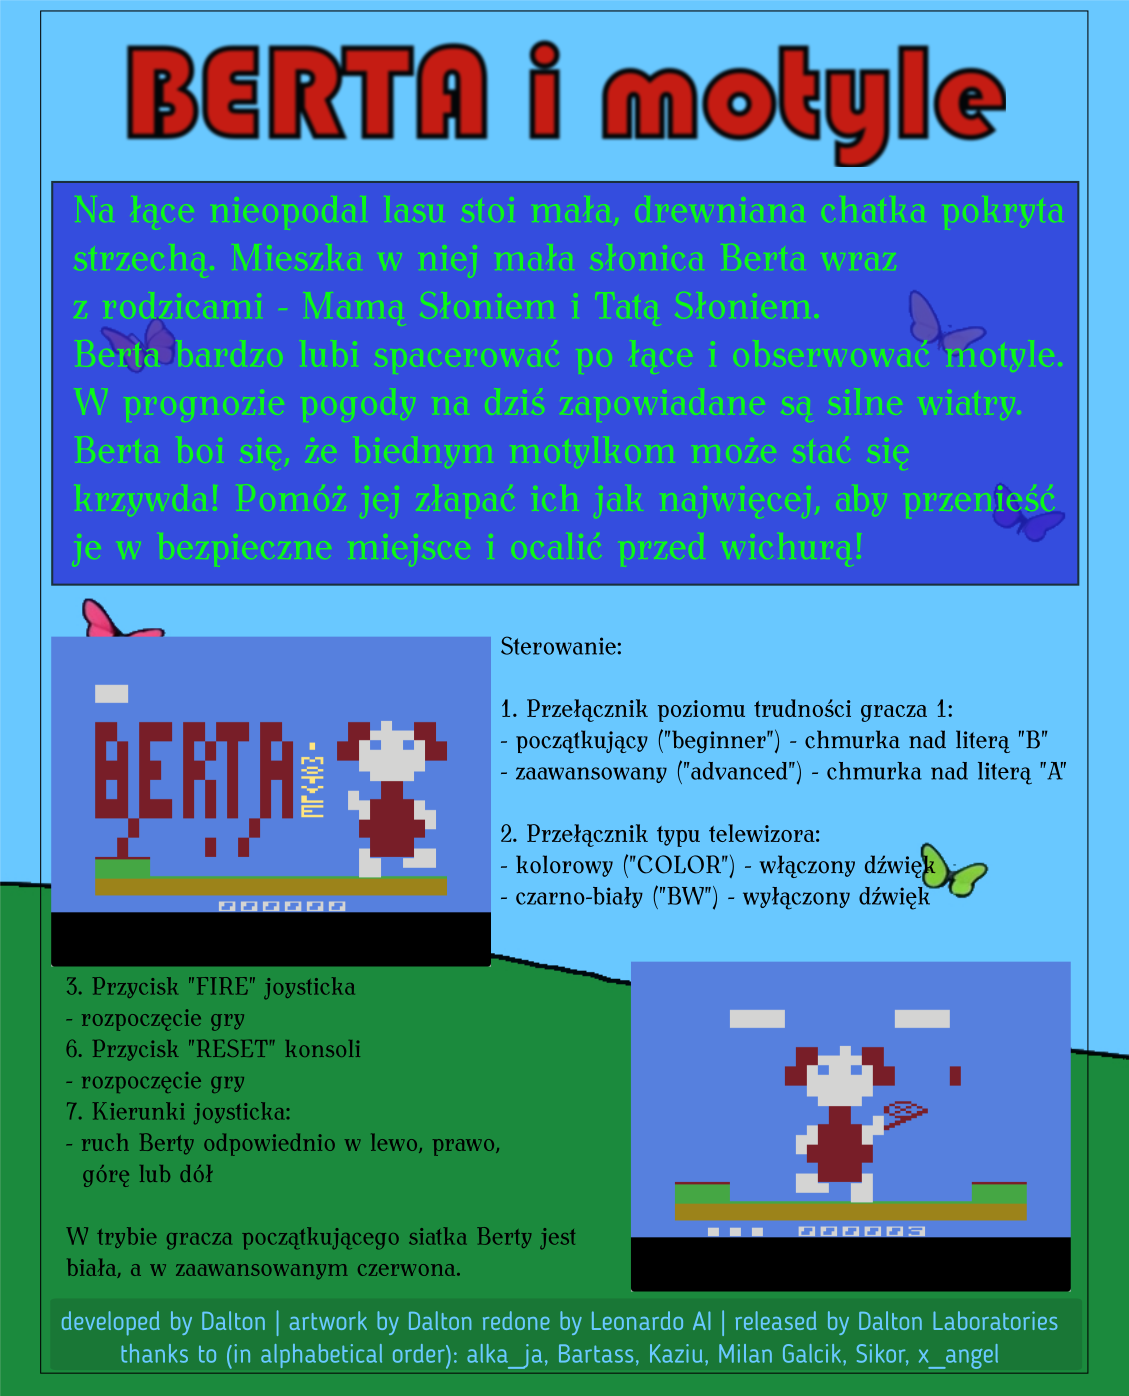 BERTA i motyle
Na łące nieopodal lasu stoi mała, drewniana chatka pokryta
strzechą. Mieszka w niej mała słonica Berta wraz
z rodzicami - Mamą Słoniem i Tatą Słoniem.
Berta bardzo lubi spacerować po łące i obserwować motyle.
W prognozie pogody na dziś zapowiadane są silne wiatry.
Berta boi się, że biednym motylkom może stać się
krzywda! Pomóż jej złapać ich jak najwięcej, aby przenieść
je w bezpieczne miejsce i ocalić przed wichurą!
BERTA
Sterowanie:
1. Przełącznik poziomu trudności gracza 1:
- początkujący ("beginner") - chmurka nad literą "B"
- zaawansowany ("advanced") - chmurka nad literą "A"
2. Przełącznik typu telewizora:
- kolorowy ("COLOR") - włączony dźwięk
- czarno-biały ("BW") - wyłączony dźwięk
3. Przycisk "FIRE" joysticka
- rozpoczęcie gry
6. Przycisk "RESET" konsoli
- rozpoczęcie gry
7. Kierunki joysticka:
- ruch Berty odpowiednio w lewo, prawo,
górę lub dół
W trybie gracza początkującego siatka Berty jest
biała, a w zaawansowanym czerwona.
developed by Dalton | artwork by Dalton redone by Leonardo AI | released by Dalton Laboratories
thanks to (in alphabetical order): alka_ja, Bartass, Kaziu, Milan Galcik, Sikor, x_angel